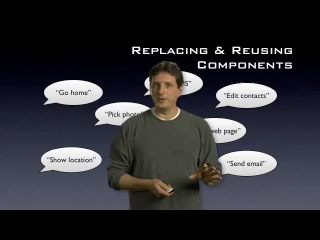 REPLACING & REUSING
COMPONENTS
"Go home"
"Edit contacts"
"Pick photo
web page"
"Show location"
"Send email"